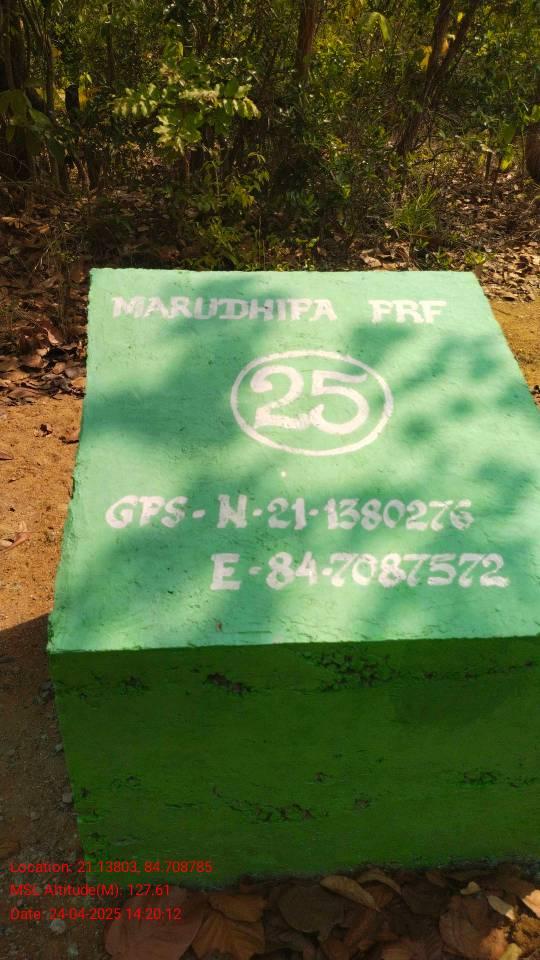 MARUDHIPA PRF
25
GPS - N - 21-1380276
E - 84-7087572
Location: 21.13803, 84.708785
MSL Altitude(M): 127.61
Date: 24-04-2025 14:20:12